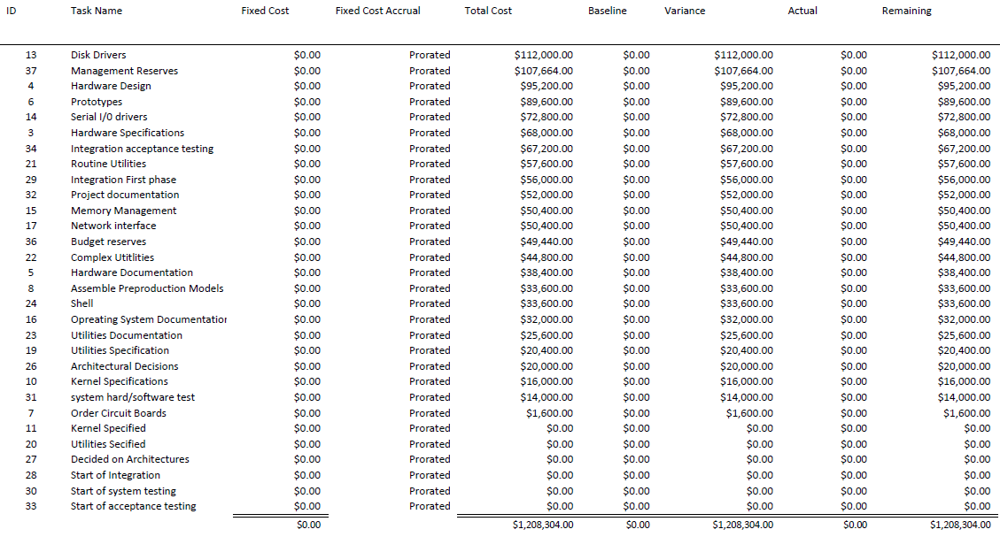 ID Task Name Fixed Cost Fixed Cost Accrual Total Cost Baseline Variance Actual Remaining
13 Disk Drivers $0.00 Prorated $112,000.00 $0.00 $112,000.00 $0.00 $112,000.00
37 Management Reserves $0.00 Prorated $107,664.00 $0.00 $107,664.00 $0.00 $107,664.00
4 Hardware Design $0.00 Prorated $95,200.00 $0.00 $95,200.00 $0.00 $95,200.00
6 Prototypes $0.00 Prorated $89,600.00 $0.00 $89,600.00 $0.00 $89,600.00
14 Serial I/0 drivers $0.00 Prorated $72,800.00 $0.00 $72,800.00 $0.00 $72,800.00
3 Hardware Specifications $0.00 Prorated $68,000.00 $0.00 $68,000.00 $0.00 $68,000.00
34 Integration acceptance testing $0.00 Prorated $67,200.00 $0.00 $67,200.00 $0.00 $67,200.00
21 Routine Utilities $0.00 Prorated $57,600.00 $0.00 $57,600.00 $0.00 $57,600.00
29 Integration First phase $0.00 Prorated $56,000.00 $0.00 $56,000.00 $0.00 $56,000.00
32 Project documentation $0.00 Prorated $52,000.00 $0.00 $52,000.00 $0.00 $52,000.00
15 Memory Management $0.00 Prorated $50,400.00 $0.00 $50,400.00 $0.00 $50,400.00
17 Network interface $0.00 Prorated $50,400.00 $0.00 $50,400.00 $0.00 $50,400.00
36 Budget reserves $0.00 Prorated $49,440.00 $0.00 $49,440.00 $0.00 $49,440.00
22 Complex Utitlities $0.00 Prorated $44,800.00 $0.00 $44,800.00 $0.00 $44,800.00
5 Hardware Documentation $0.00 Prorated $38,400.00 $0.00 $38,400.00 $0.00 $38,400.00
8 Assemble Preproduction Models $0.00 Prorated $33,600.00 $0.00 $33,600.00 $0.00 $33,600.00
24 Shell $0.00 Prorated $33,600.00 $0.00 $33,600.00 $0.00 $33,600.00
16 Opreating System Documentation $0.00 Prorated $32,000.00 $0.00 $32,000.00 $0.00 $32,000.00
23 Utilities Documentation $0.00 Prorated $25,600.00 $0.00 $25,600.00 $0.00 $25,600.00
19 Utilities Specification $0.00 Prorated $20,400.00 $0.00 $20,400.00 $0.00 $20,400.00
26 Architectural Decisions $0.00 Prorated $20,000.00 $0.00 $20,000.00 $0.00 $20,000.00
10 Kernel Specifications $0.00 Prorated $16,000.00 $0.00 $16,000.00 $0.00 $16,000.00
31 system hard/software test $0.00 Prorated $14,000.00 $0.00 $14,000.00 $0.00 $14,000.00
7 Order Circuit Boards $0.00 Prorated $1,600.00 $0.00 $1,600.00 $0.00 $1,600.00
11 Kernel Specified $0.00 Prorated $0.00 $0.00 $0.00 $0.00 $0.00
20 Utilities Secified $0.00 Prorated $0.00 $0.00 $0.00 $0.00 $0.00
27 Decided on Architectures $0.00 Prorated $0.00 $0.00 $0.00 $0.00 $0.00
28 Start of Integration $0.00 Prorated $0.00 $0.00 $0.00 $0.00 $0.00
30 Start of system testing $0.00 Prorated $0.00 $0.00 $0.00 $0.00 $0.00
33 Start of acceptance testing $0.00 Prorated $0.00 $0.00 $0.00 $0.00 $0.00
$0.00 $1,208,304.00 $0.00 $1,208,304.00 $0.00 $1,208,304.00